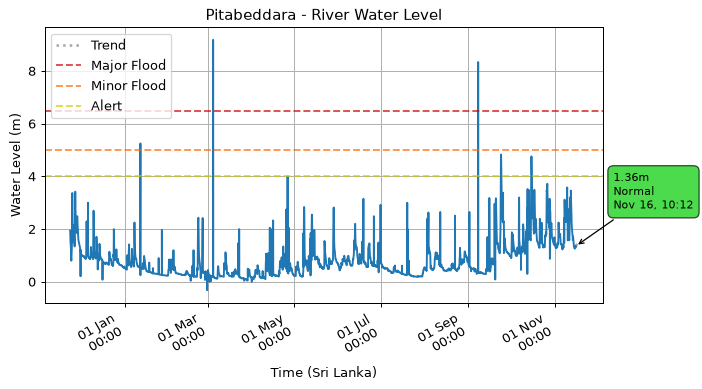 Pitabeddara - River Water Level
Trend
Major Flood
Minor Flood
Alert
Water Level (m)
8
6
4
2
0
1.36m
Normal
Nov 16, 10:12
01 Jan
00:00
01 Mar
00:00
01 May
00:00
01 Jul
00:00
01 Sep
00:00
01 Nov
00:00
Time (Sri Lanka)